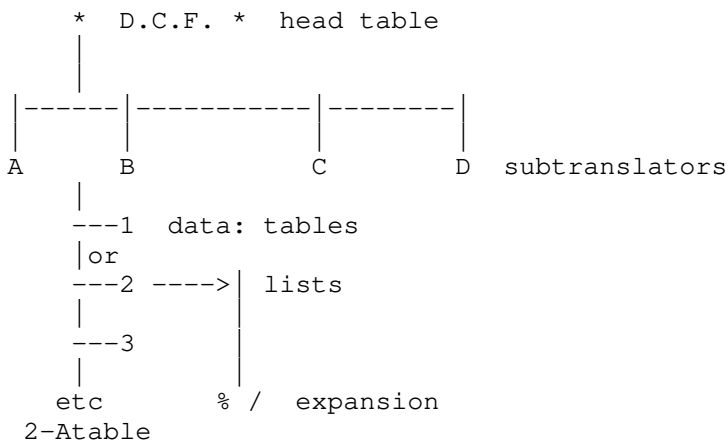 * D.C.F. * head table
A B C D subtranslators
---1 data: tables
|or
---2 ---->| lists
---3
etc % / expansion
2-Atable